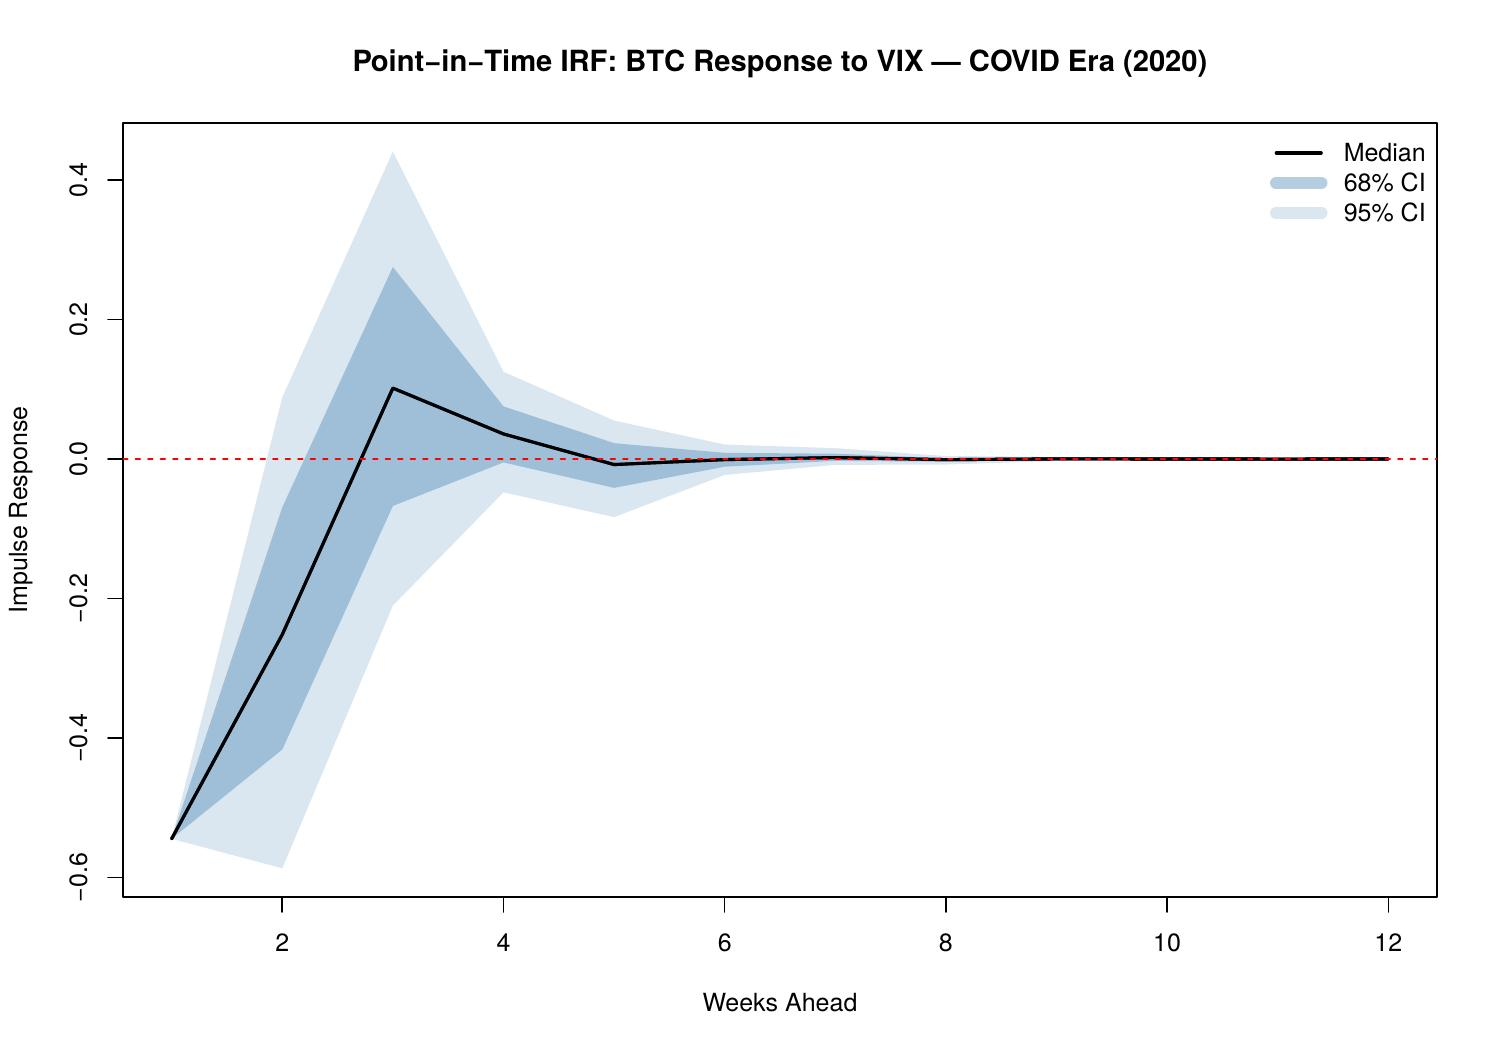 Point−in−Time IRF: BTC Response to VIX — COVID Era (2020)
Median
68% CI
95% CI
Impulse Response
0.4
0.2
0.0
−0.2
−0.4
−0.6
2 4 6 8 10 12
Weeks Ahead